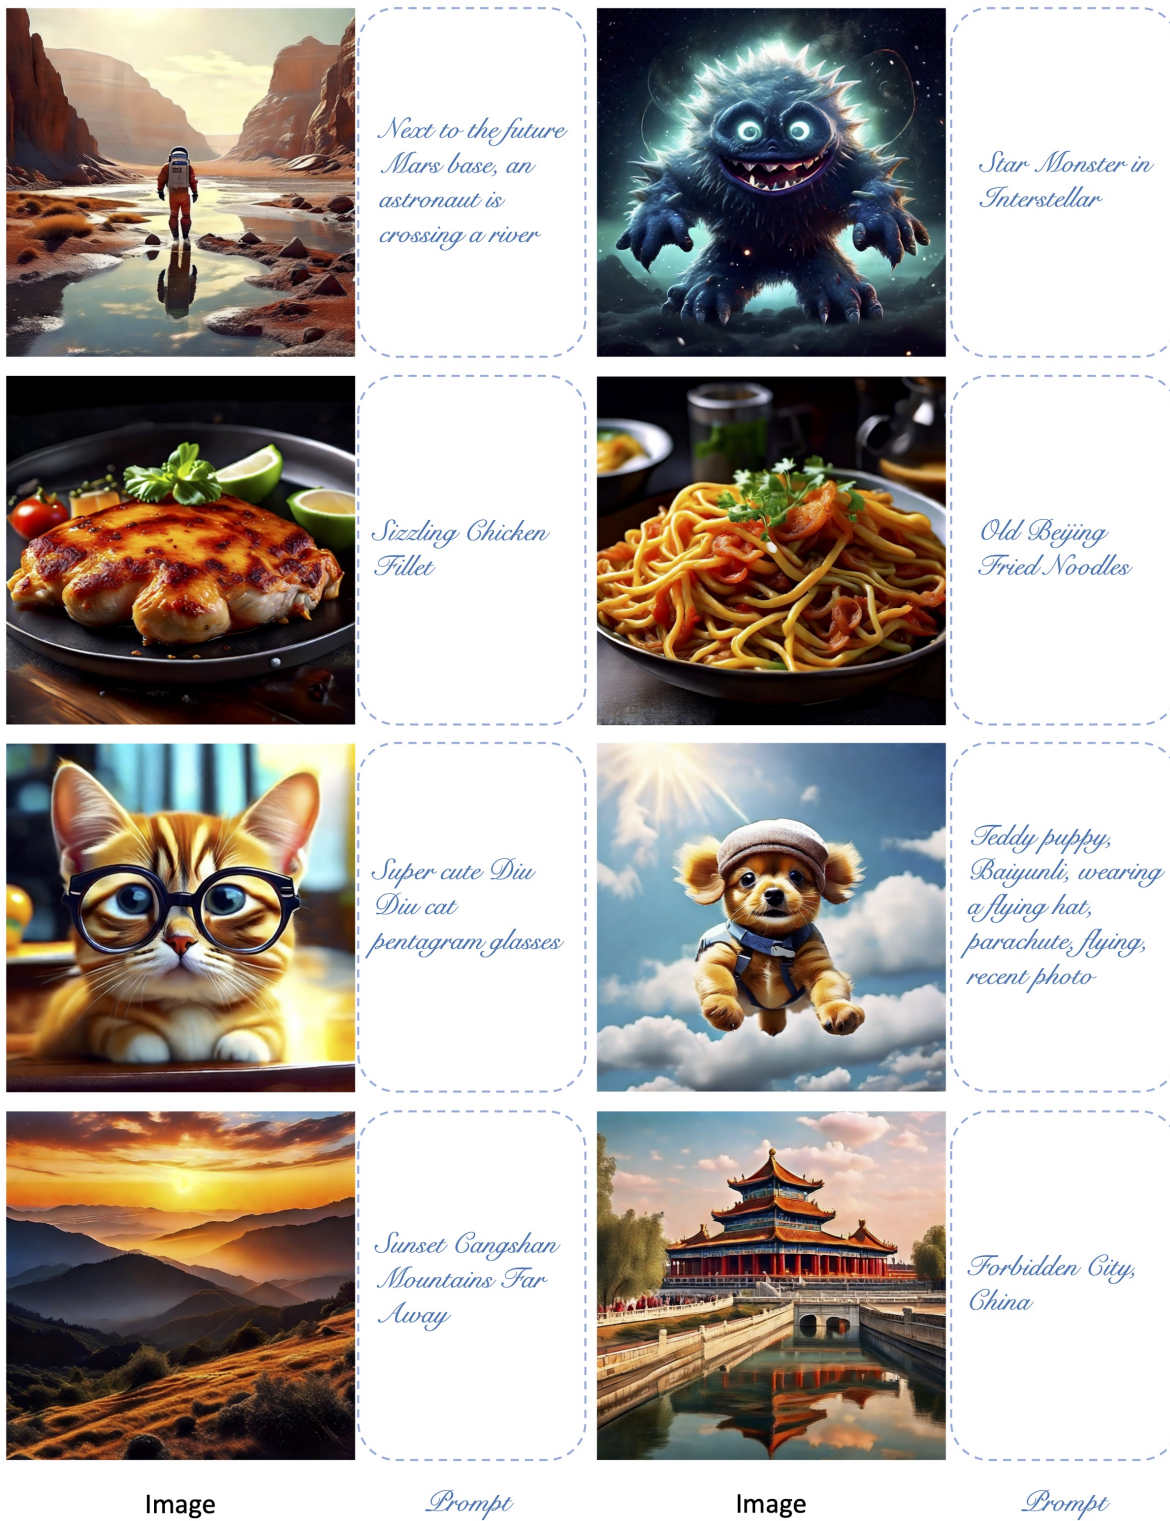 Next to the future
Mars base, an
astronaut is
crossing a river
Star Monster in
Interstellar
Sizzling Chicken
Fillet
Old Beijing
Fried Noodles
Super cute Diu
Diu cat
pentagram glasses
Teddy puppy,
Baiyunli, wearing
a flying hat,
parachute, flying,
recent photo
Sunset Cangshan
Mountains Far
Away
Forbidden City,
China
Image
Prompt
Image
Prompt